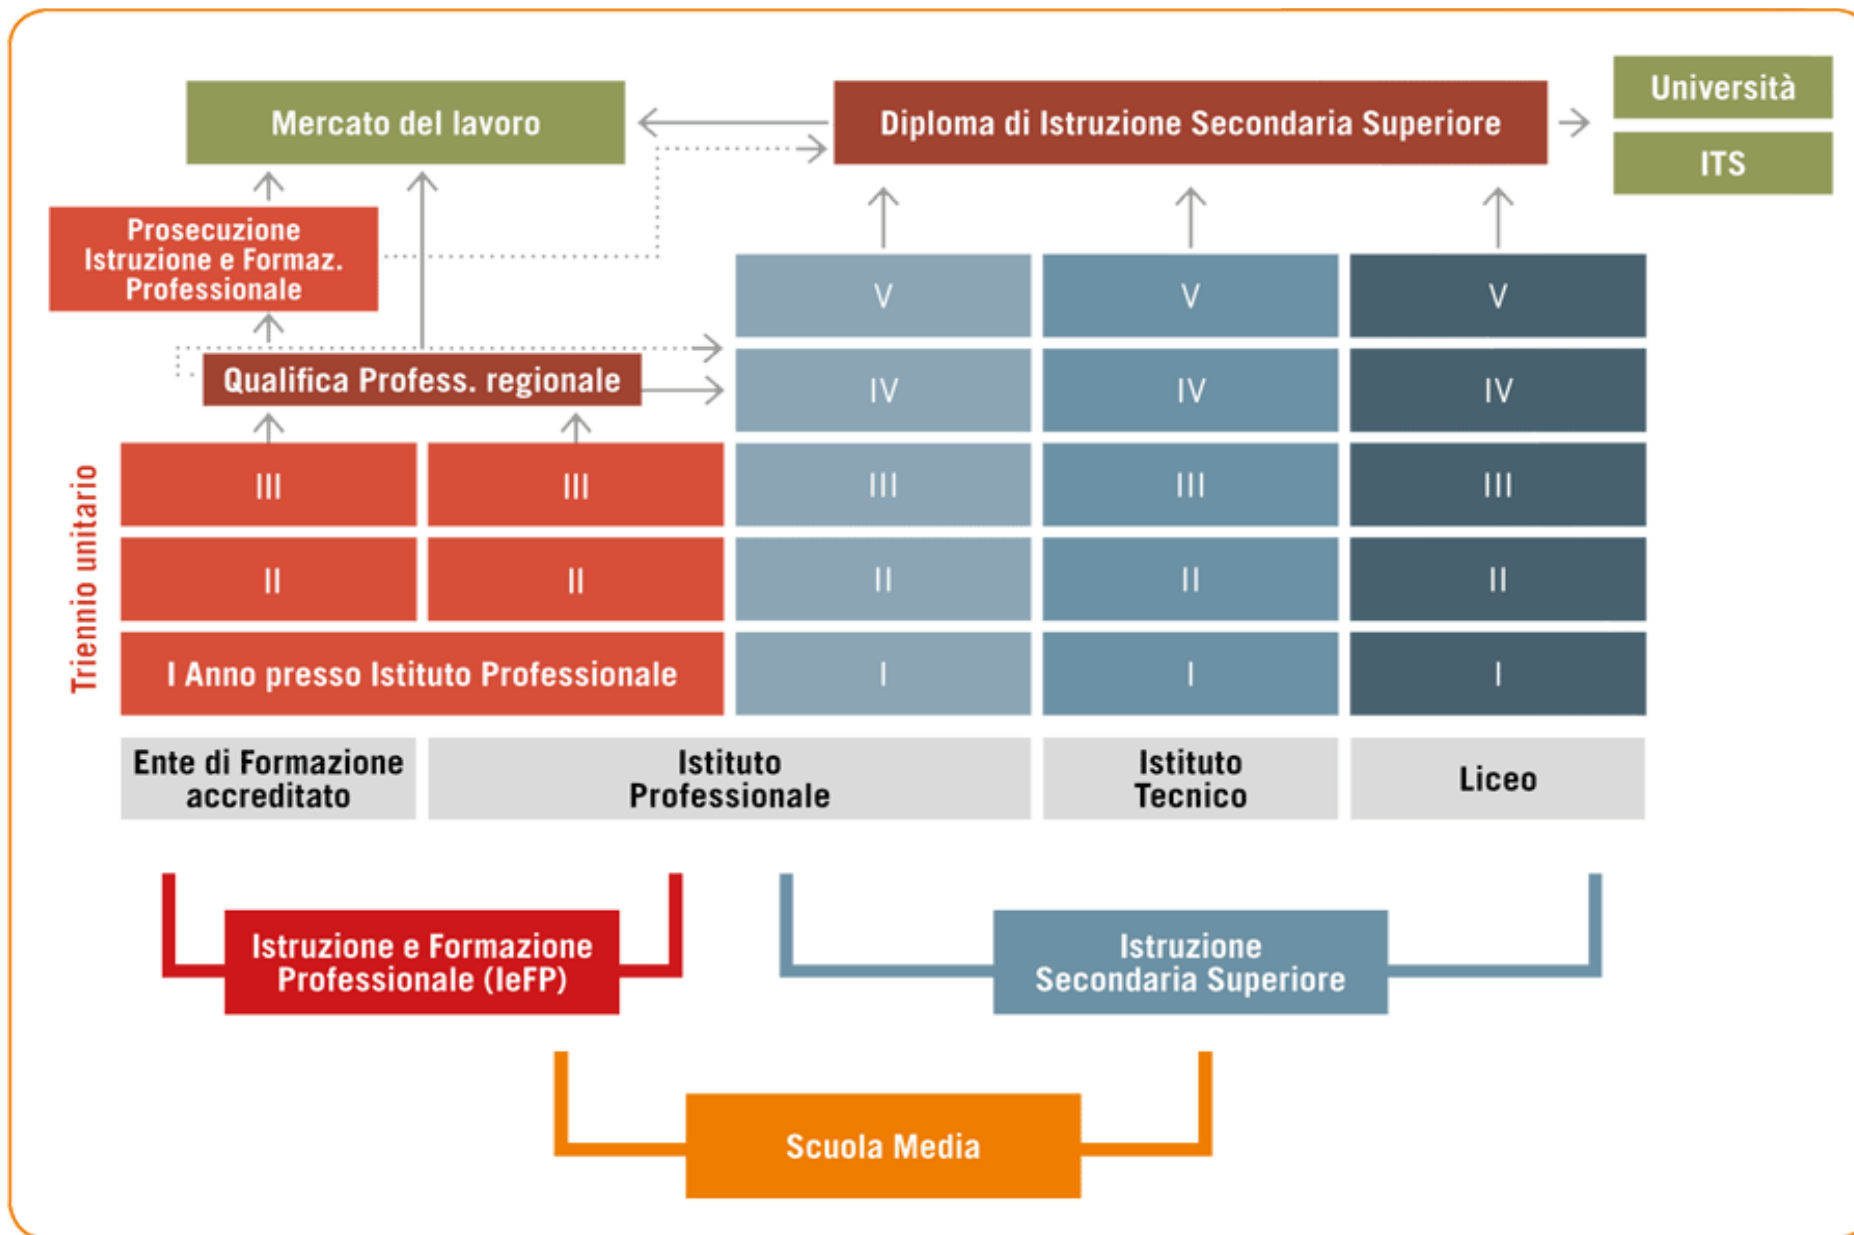 Università
Mercato del lavoro
Diploma di Istruzione Secondaria Superiore
ITS
Prosecuzione
Istruzione e Formaz.
Professionale
V
V
V
Qualifica Profess. regionale
IV
IV
IV
Triennio unitario
III
III
III
III
III
II
II
II
II
II
I Anno presso Istituto Professionale
I
I
I
Ente di Formazione
accreditato
Istituto
Professionale
Istituto
Tecnico
Liceo
Istruzione e Formazione
Professionale (IeFP)
Istruzione
Secondaria Superiore
Scuola Media